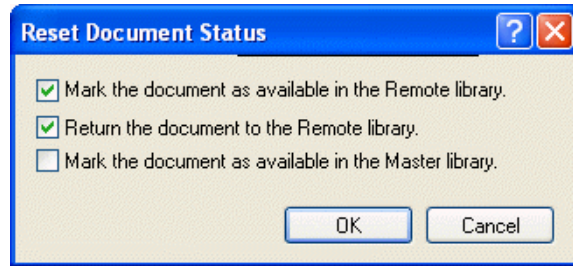 Reset Document Status
?
Mark the document as available in the Remote library.
Return the document to the Remote library.
Mark the document as available in the Master library.
OK Cancel